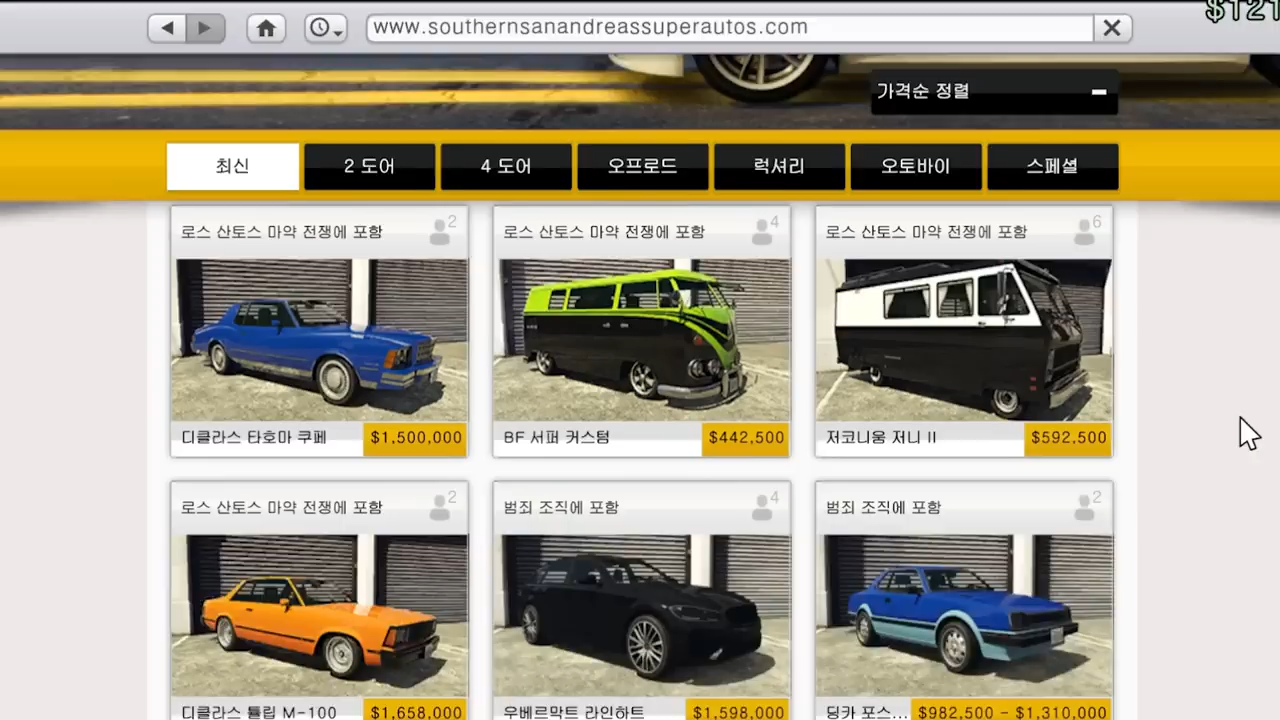 www.southernsanandreassuperautos.com
가격순 정렬
최신 2 도어 4 도어 오프로드 럭셔리 오토바이 스페셜
로스 산토스 마약 전쟁에 포함 2
디클라스 타호마 쿠페 $1,500,000
로스 산토스 마약 전쟁에 포함 4
BF 서퍼 커스텀 $442,500
로스 산토스 마약 전쟁에 포함 6
저코니움 저니 II $592,500
로스 산토스 마약 전쟁에 포함 2
디클라스 튤립 M-100 $1,658,000
범죄 조직에 포함 4
우베르막트 라인하트 $1,598,000
범죄 조직에 포함 2
딩카 포스... $982,500 - $1,310,000